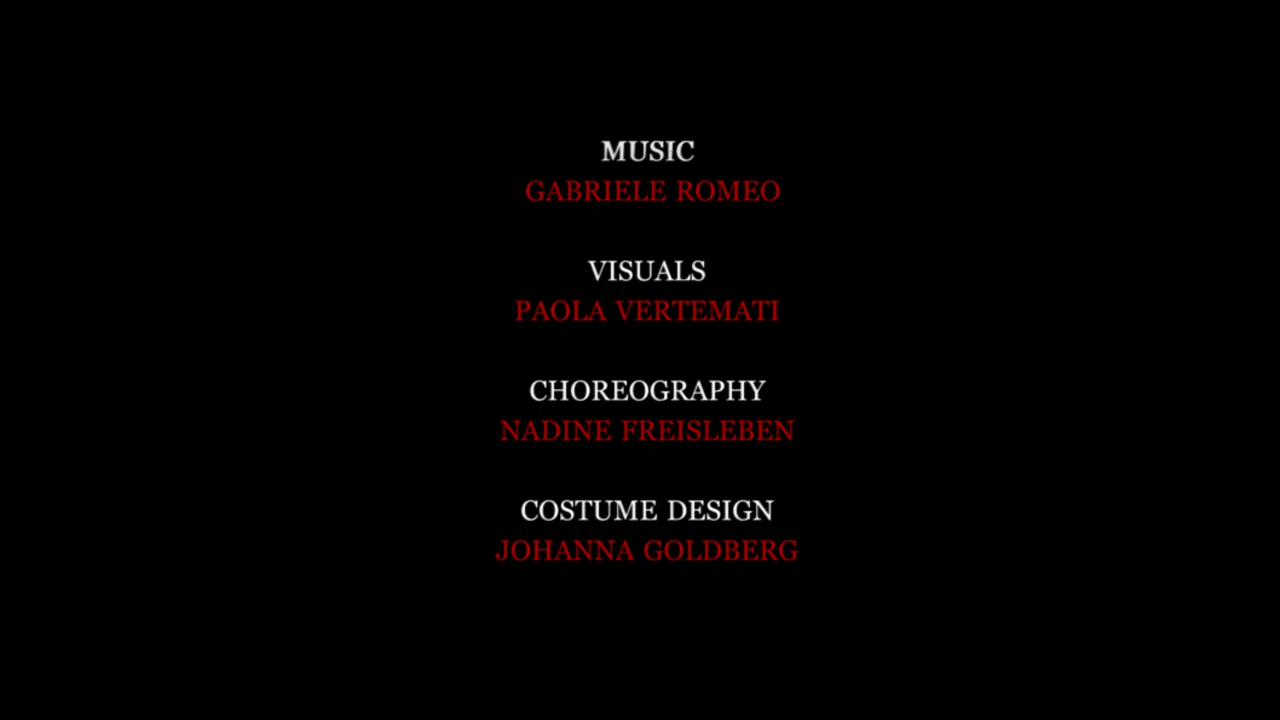 MUSIC
GABRIELE ROMEO
VISUALS
PAOLA VERTEMATI
CHOREOGRAPHY
NADINE FREISLEBEN
COSTUME DESIGN
JOHANNA GOLDBERG